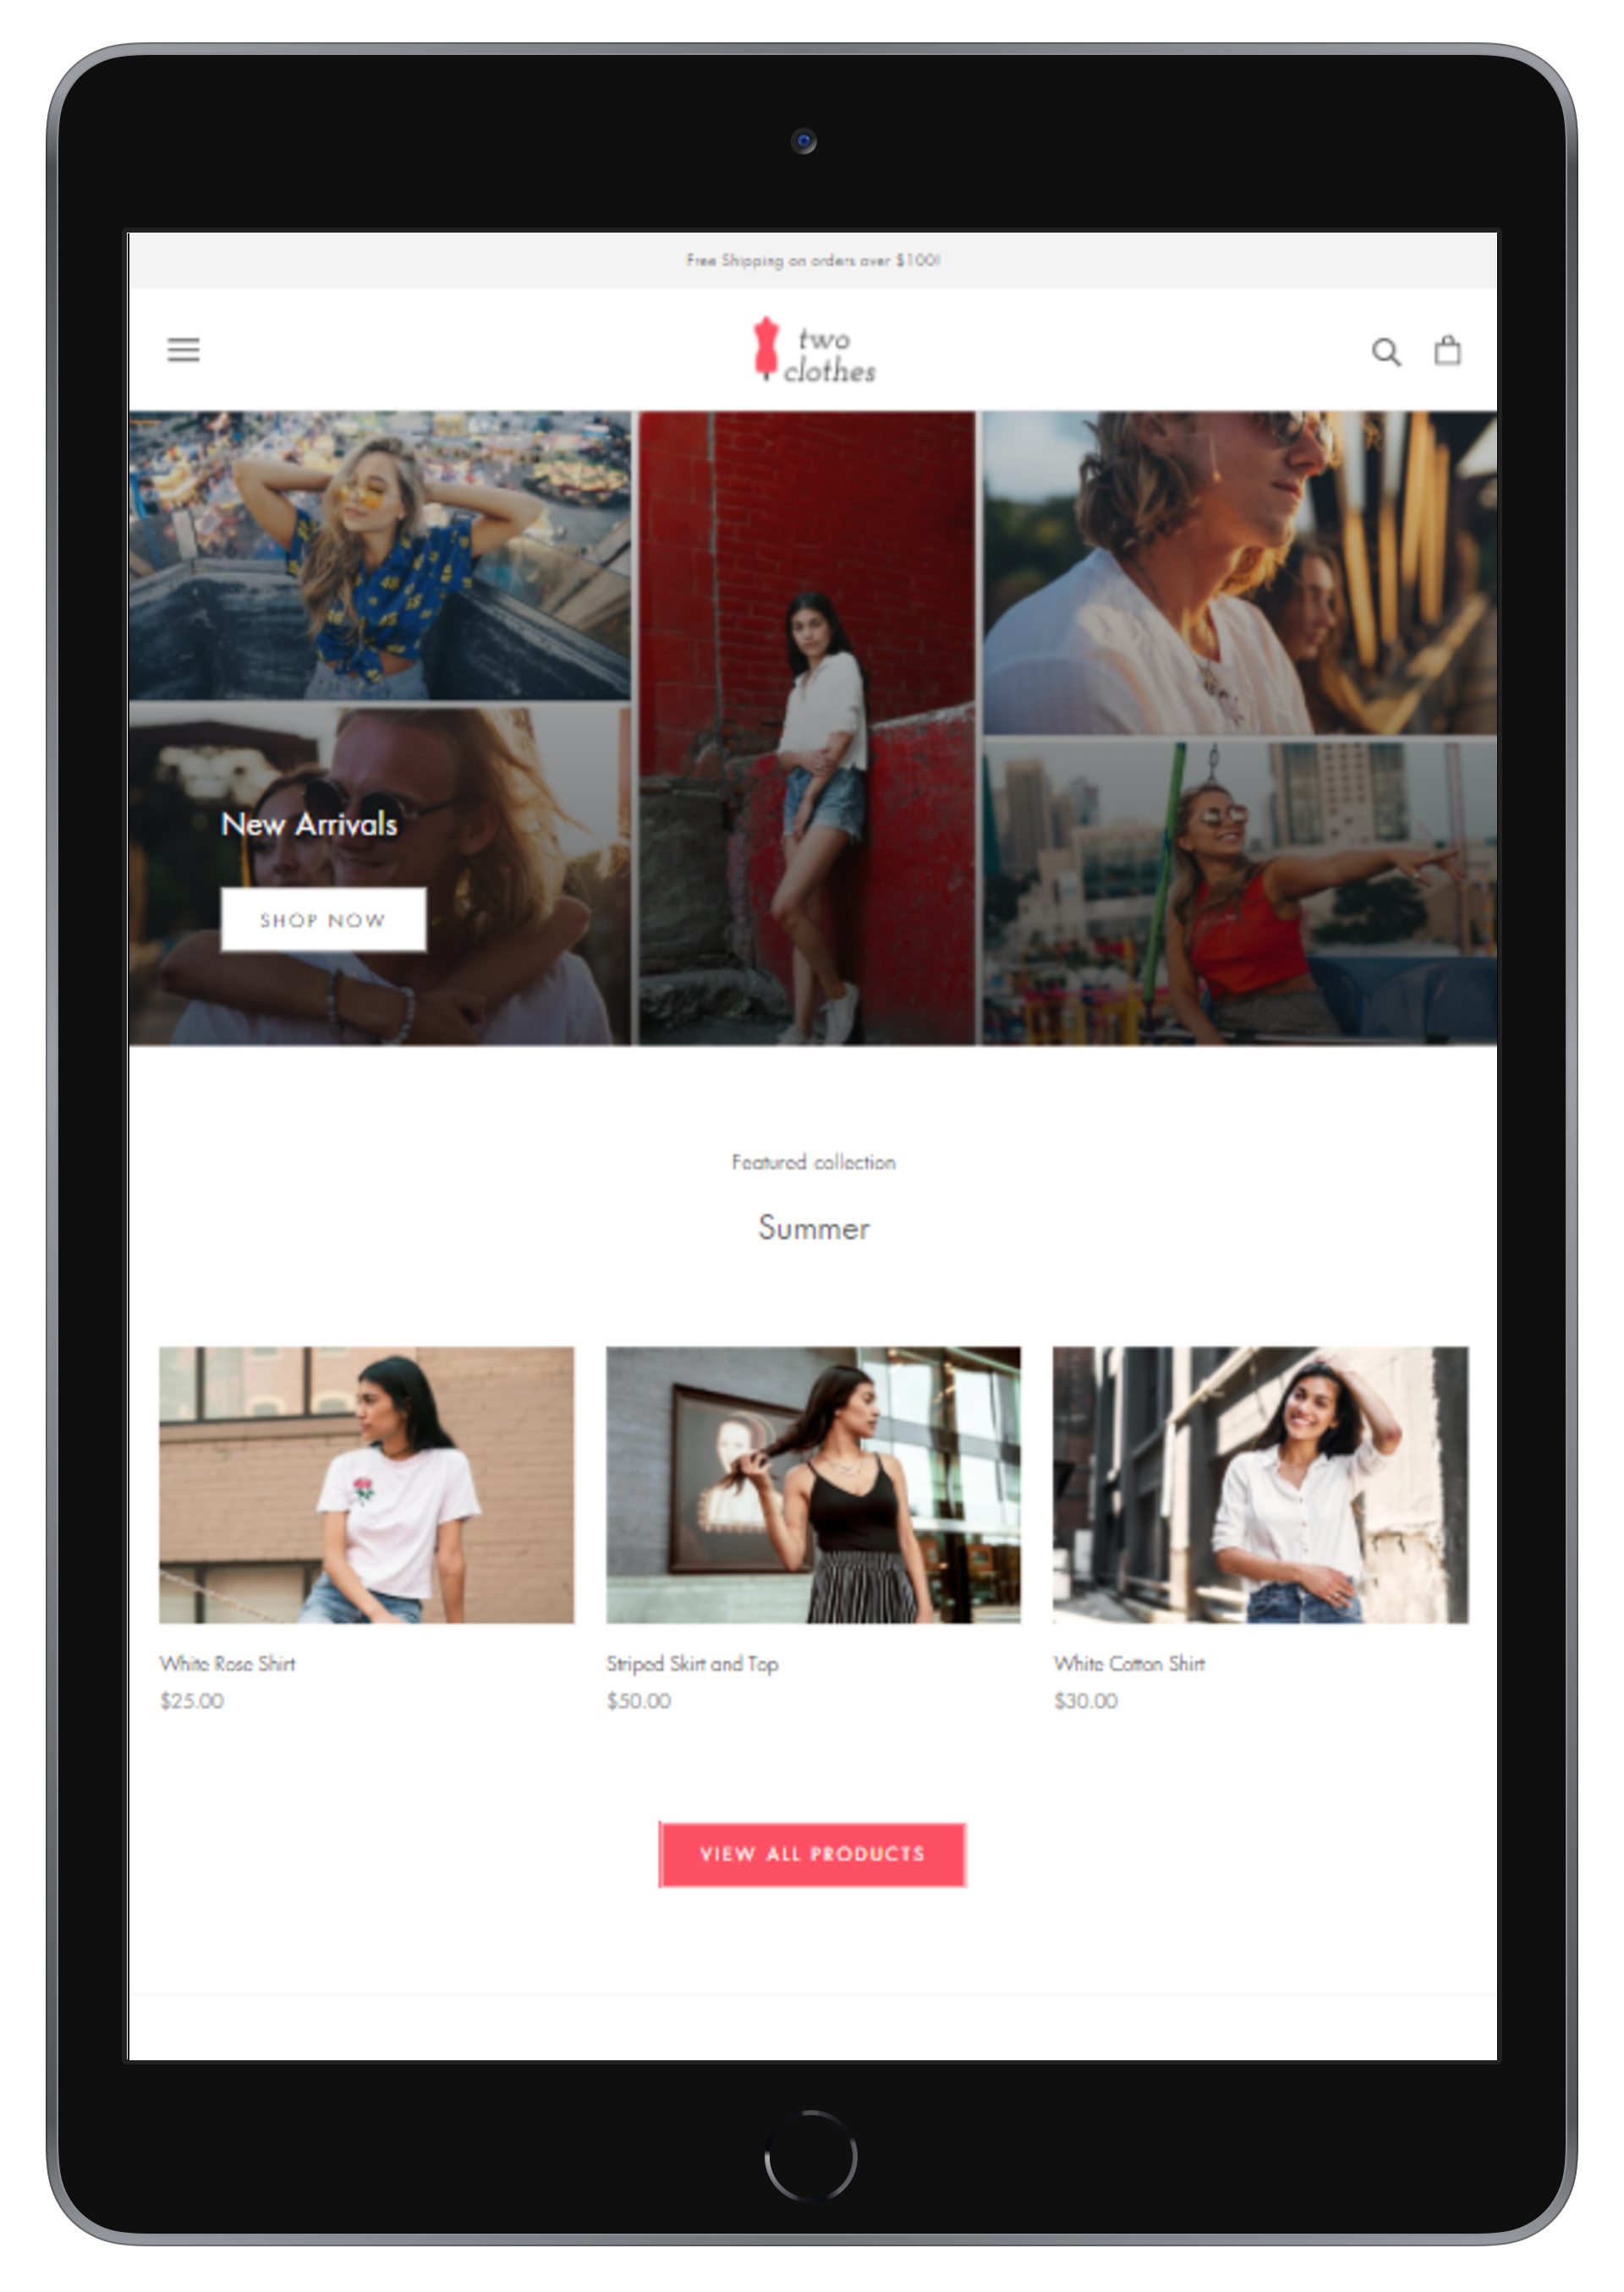 Free Shipping on orders over $100!
two
clothes
New Arrivals
SHOP NOW
Featured collection
Summer
White Rose Shirt
$25.00
Striped Skirt and Top
$50.00
White Cotton Shirt
$30.00
VIEW ALL PRODUCTS